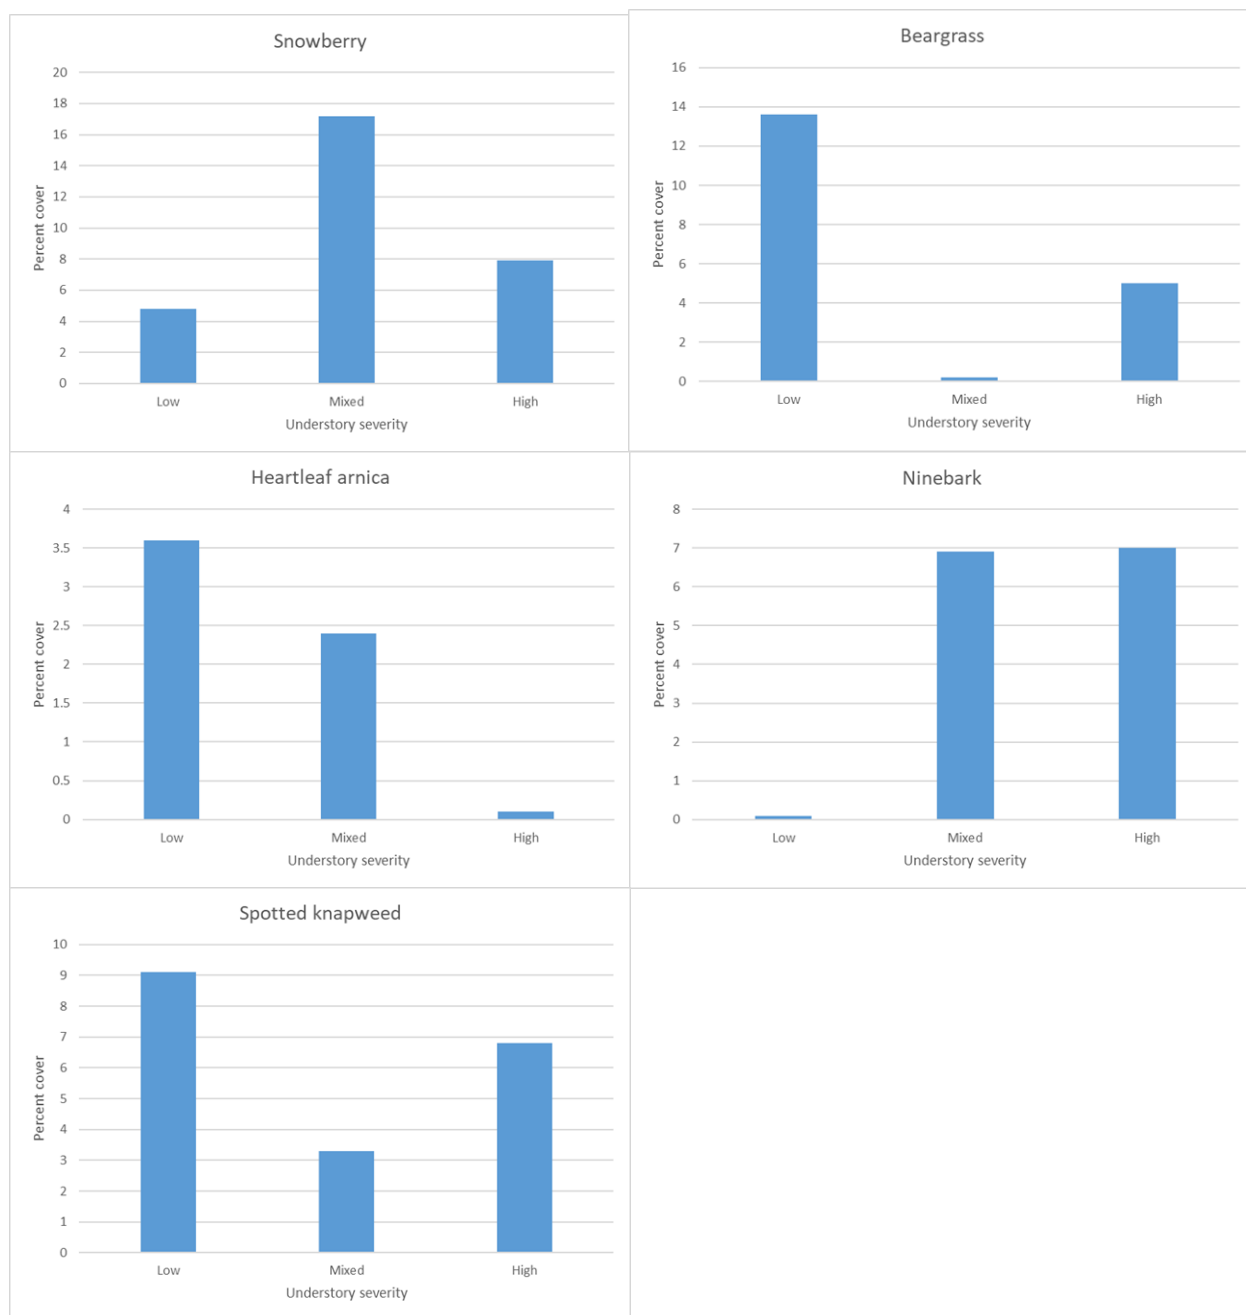 Snowberry
20
18
16
14
12
10
8
6
4
2
0
Percent cover
Low Mixed High
Understory severity
Beargrass
16
14
12
10
8
6
4
2
0
Percent cover
Low Mixed High
Understory severity
Heartleaf arnica
4
3.5
3
2.5
2
1.5
1
0.5
0
Percent cover
Low Mixed High
Understory severity
Ninebark
8
7
6
5
4
3
2
1
0
Percent cover
Low Mixed High
Understory severity
Spotted knapweed
10
9
8
7
6
5
4
3
2
1
0
Percent cover
Low Mixed High
Understory severity